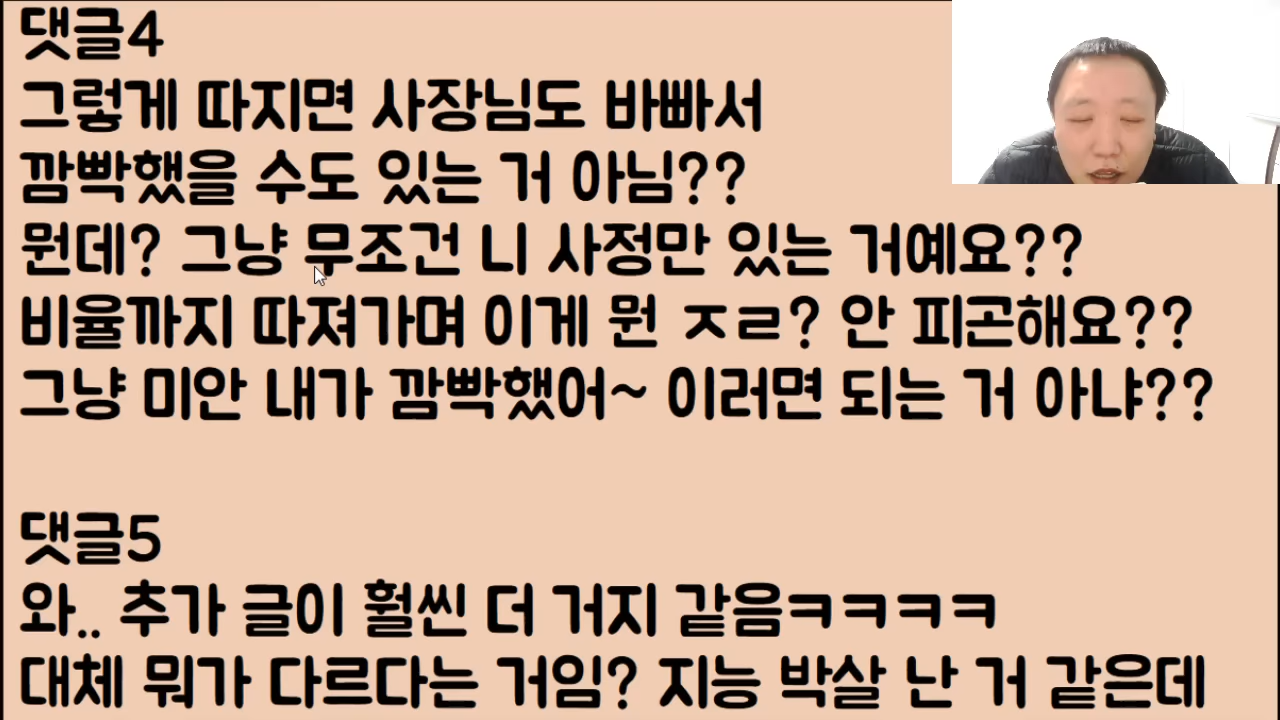 댓글4
그렇게 따지면 사장님도 바빠서
깜빡했을 수도 있는 거 아님??
뭔데? 그냥 무조건 니 사정만 있는 거예요??
비율까지 따져가며 이게 뭔 ㅈㄹ? 안 피곤해요??
그냥 미안 내가 깜빡했어~ 이러면 되는 거 아냐??
댓글5
와.. 추가 글이 훨씬 더 거지 같음ㅋㅋㅋㅋ
대체 뭐가 다르다는 거임? 지능 박살 난 거 같은데